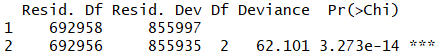 Resid. Df Resid. Dev Df Deviance Pr(>Chi)
1 692958 855997
2 692956 855935 2 62.101 3.273e-14 ***